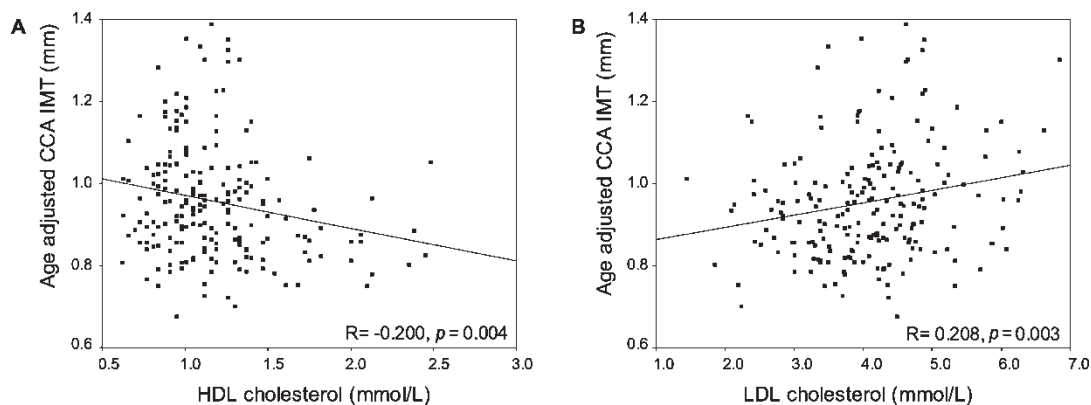 A
Age adjusted CCA IMT (mm)
1.4
1.2
1.0
0.8
0.6
R= -0.200, p = 0.004
0.5 1.0 1.5 2.0 2.5 3.0
HDL cholesterol (mmol/L)
B
Age adjusted CCA IMT (mm)
1.4
1.2
1.0
0.8
0.6
R= 0.208, p = 0.003
1.0 2.0 3.0 4.0 5.0 6.0 7.0
LDL cholesterol (mmol/L)